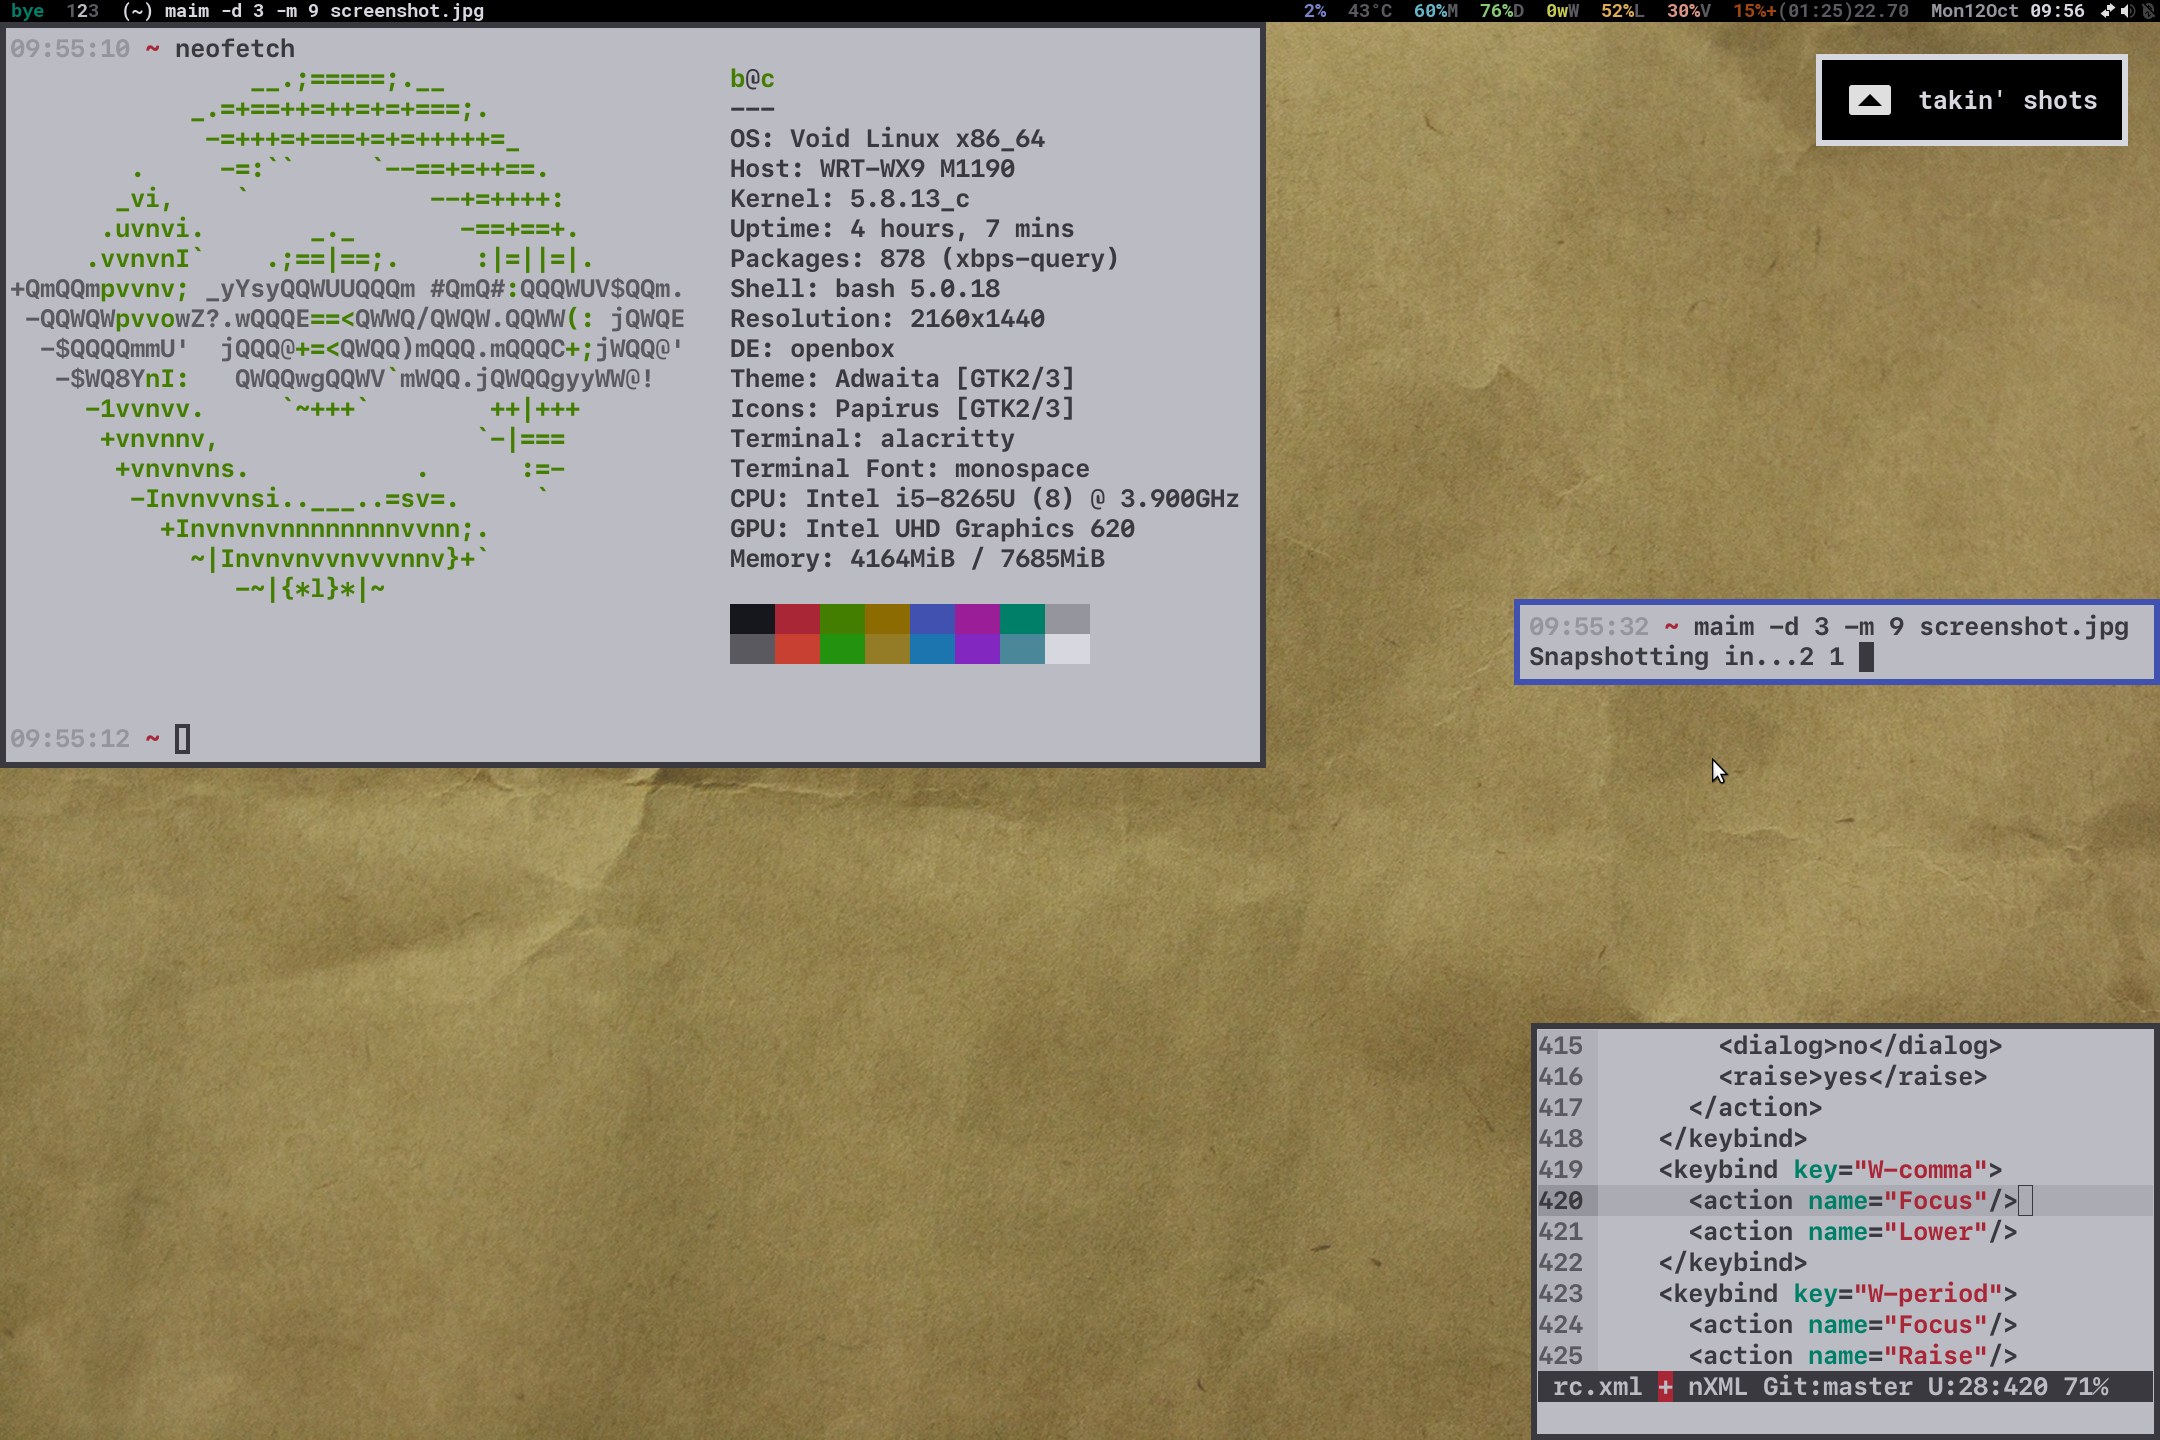 bye 123 (~) maim -d 3 -m 9 screenshot.jpg 2% 43°C 60%M 76%D 0wW 52%L 30%V 15%+(01:25)22.70 Mon12Oct 09:56
09:55:10 ~ neofetch
__.;=====;.__
_.=+==++=++=+=+===;.
-=+++=+===+=+=+++++=_
.     -=:``     `--==+=++==.
_vi,    `            --+=++++:
.uvnvi.       _._       -==+==+.
.vvnvnI`    .;==|==;.     :|=||=|.
+QmQQmpvvnv; _yYsyQQWUUQQQm #QmQ#:QQQWUV$QQm.
-QQWQWpvvowZ?.wQQQE==<QWWQ/QWQW.QQWW(: jQWQE
-$QQQQmmU'  jQQQ@+=<QWQQ)mQQQ.mQQQC+;jWQQ@'
-$WQ8YnI:   QWQQwgQQWV`mWQQ.jQWQQgyyWW@!
-1vvnvv.     `~+++`        ++|+++
+vnvnnv,                 `-|===
+vnvnvns.           .      :=-
-Invnvvnsi..___..=sv=.     `
+Invnvnvnnnnnnnnvvnn;.
~|Invnvnvvnvvvnnv}+`
-~|{*l}*|~
b@c
---
OS: Void Linux x86_64
Host: WRT-WX9 M1190
Kernel: 5.8.13_c
Uptime: 4 hours, 7 mins
Packages: 878 (xbps-query)
Shell: bash 5.0.18
Resolution: 2160x1440
DE: openbox
Theme: Adwaita [GTK2/3]
Icons: Papirus [GTK2/3]
Terminal: alacritty
Terminal Font: monospace
CPU: Intel i5-8265U (8) @ 3.900GHz
GPU: Intel UHD Graphics 620
Memory: 4164MiB / 7685MiB
09:55:12 ~
takin' shots
09:55:32 ~ maim -d 3 -m 9 screenshot.jpg
Snapshotting in...2 1
415         <dialog>no</dialog>
416         <raise>yes</raise>
417       </action>
418     </keybind>
419     <keybind key="W-comma">
420       <action name="Focus"/>
421       <action name="Lower"/>
422     </keybind>
423     <keybind key="W-period">
424       <action name="Focus"/>
425       <action name="Raise"/>
rc.xml + nXML Git:master U:28:420 71%